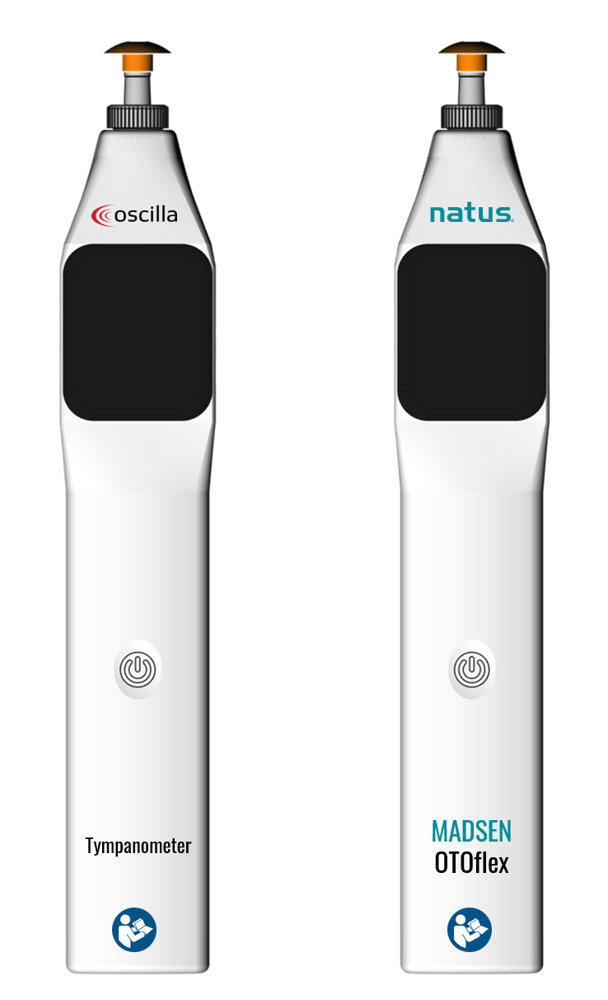 oscilla
Tympanometer
natus
MADSEN
OTOflex